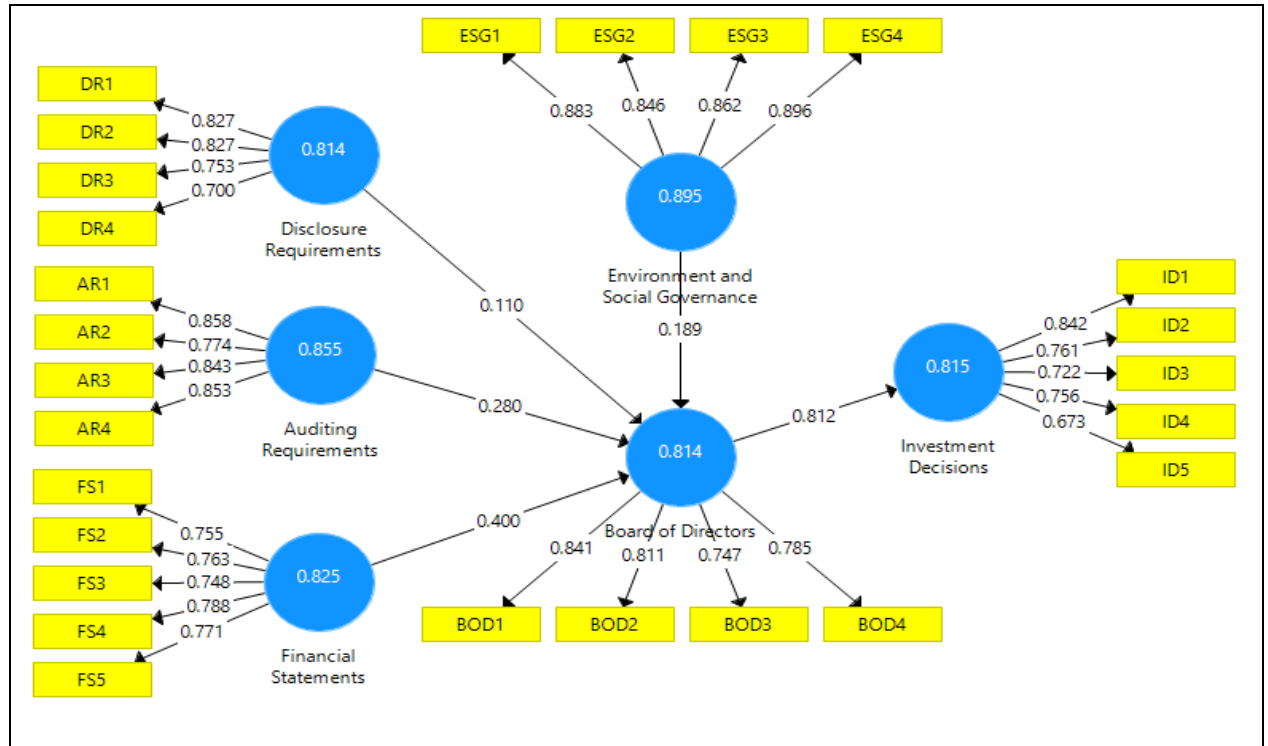 ESG1
ESG2
ESG3
ESG4
0.883
0.846
0.862
0.896
0.895
Environment and
Social Governance
0.189
DR1
DR2
DR3
DR4
0.827
0.827
0.753
0.700
0.814
Disclosure
Requirements
0.110
AR1
AR2
AR3
AR4
0.858
0.774
0.843
0.853
0.855
Auditing
Requirements
0.280
FS1
FS2
FS3
FS4
FS5
0.755
0.763
0.748
0.788
0.771
0.825
Financial
Statements
0.400
0.814
Board of Directors
0.841
0.811
0.747
0.785
BOD1
BOD2
BOD3
BOD4
0.812
0.815
Investment
Decisions
0.842
0.761
0.722
0.756
0.673
ID1
ID2
ID3
ID4
ID5